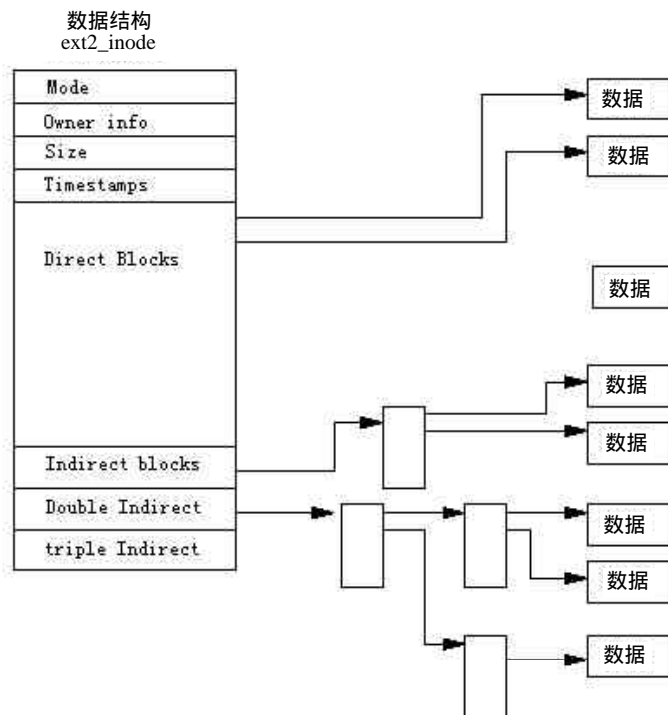 数据结构
ext2_inode
Mode
Owner info
Size
Timestamps
Direct Blocks
Indirect blocks
Double Indirect
triple Indirect
数据
数据
数据
数据
数据
数据
数据
数据